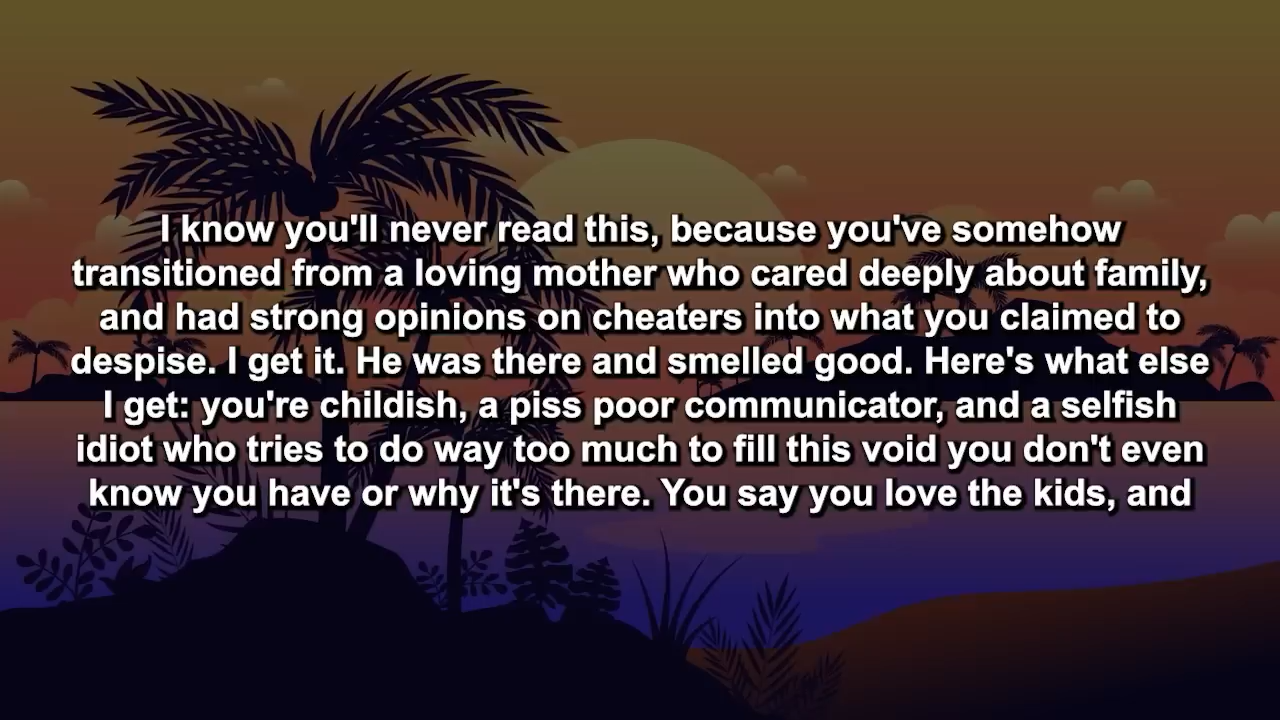 I know you'll never read this, because you've somehow
transitioned from a loving mother who cared deeply about family,
and had strong opinions on cheaters into what you claimed to
despise. I get it. He was there and smelled good. Here's what else
I get: you're childish, a piss poor communicator, and a selfish
idiot who tries to do way too much to fill this void you don't even
know you have or why it's there. You say you love the kids, and